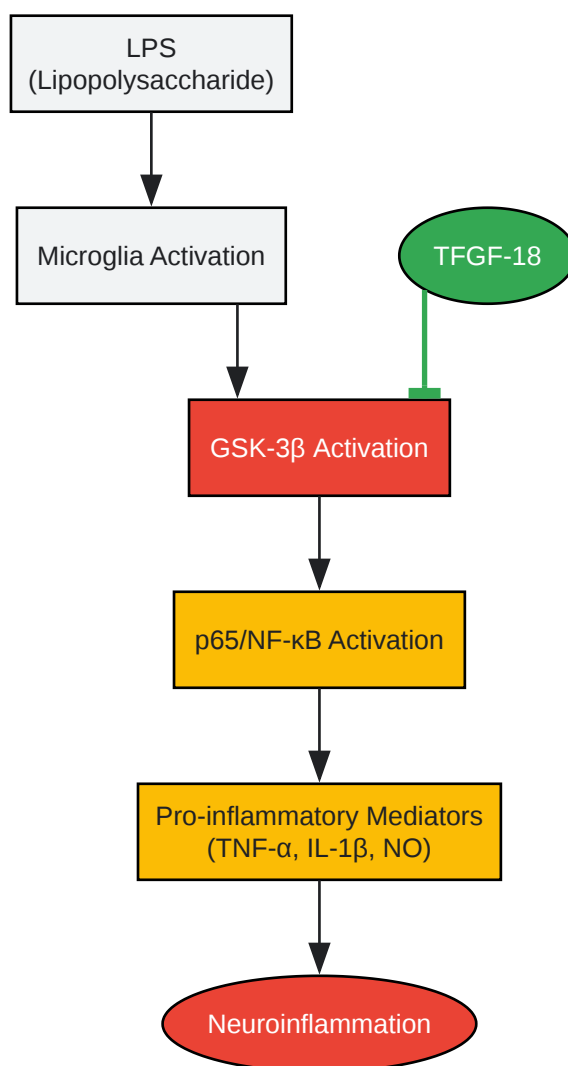 LPS
(Lipopolysaccharide)
Microglia Activation
TFGF-18
GSK-3β Activation
p65/NF-κB Activation
Pro-inflammatory Mediators
(TNF-α, IL-1β, NO)
Neuroinflammation